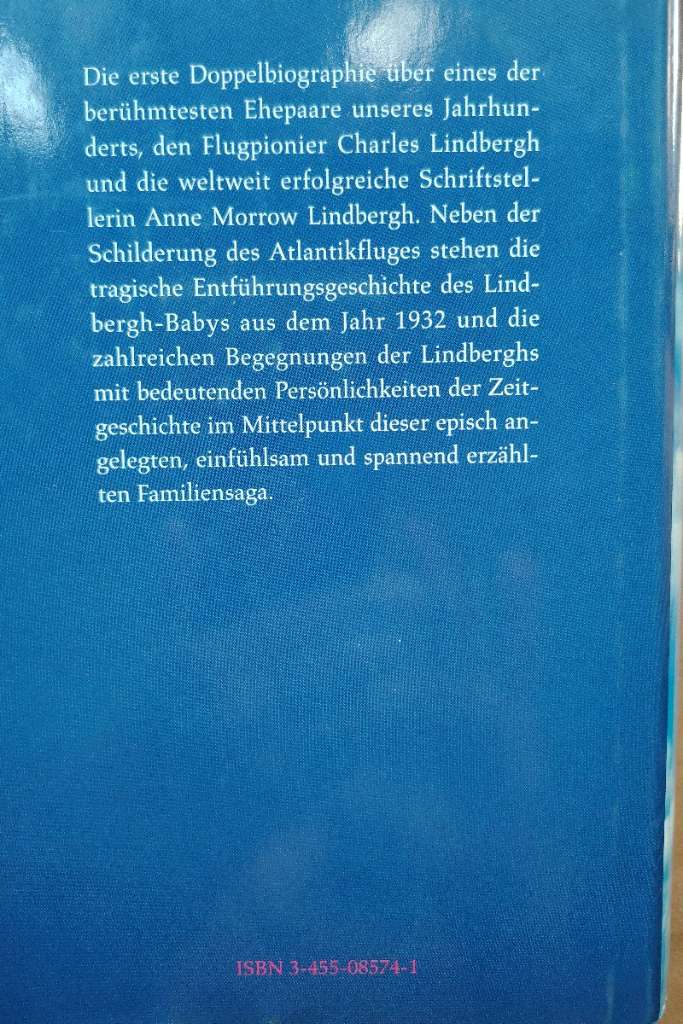 Die erste Doppelbiographie über eines der
berühmtesten Ehepaare unseres Jahrhun-
derts, den Flugpionier Charles Lindbergh
und die weltweit erfolgreiche Schriftstel-
lerin Anne Morrow Lindbergh. Neben der
Schilderung des Atlantikfluges stehen die
tragische Entführungsgeschichte des Lind-
bergh-Babys aus dem Jahr 1932 und die
zahlreichen Begegnungen der Lindberghs
mit bedeutenden Persönlichkeiten der Zeit-
geschichte im Mittelpunkt dieser episch an-
gelegten, einfühlsam und spannend erzähl-
ten Familiensaga.
ISBN 3-455-08574-1